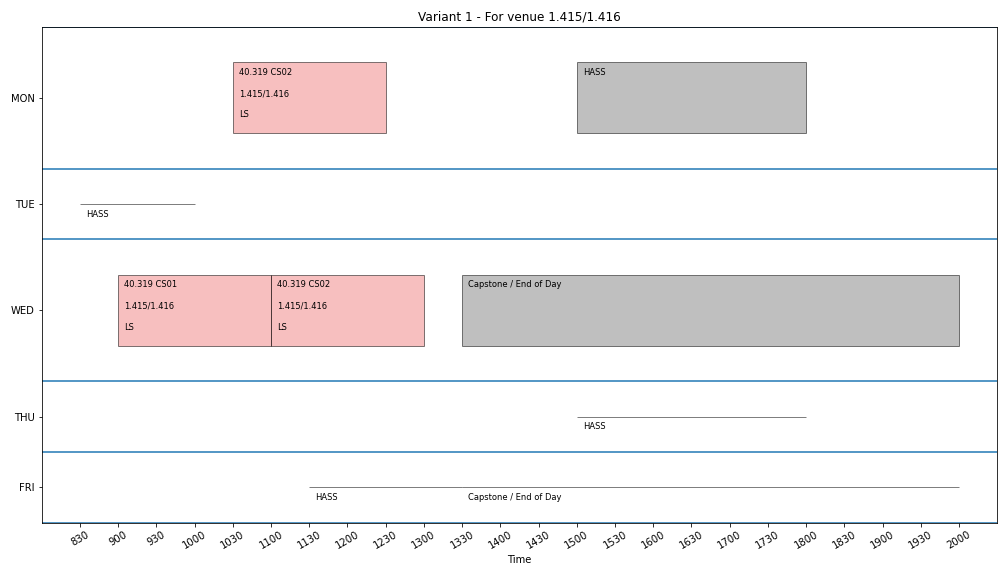 Variant 1 - For venue 1.415/1.416
MON
40.319 CS02
1.415/1.416
LS
HASS
TUE
HASS
WED
40.319 CS01
1.415/1.416
LS
40.319 CS02
1.415/1.416
LS
Capstone / End of Day
THU
HASS
FRI
HASS
Capstone / End of Day
830 900 930 1000 1030 1100 1130 1200 1230 1300 1330 1400 1430 1500 1530 1600 1630 1700 1730 1800 1830 1900 1930 2000
Time